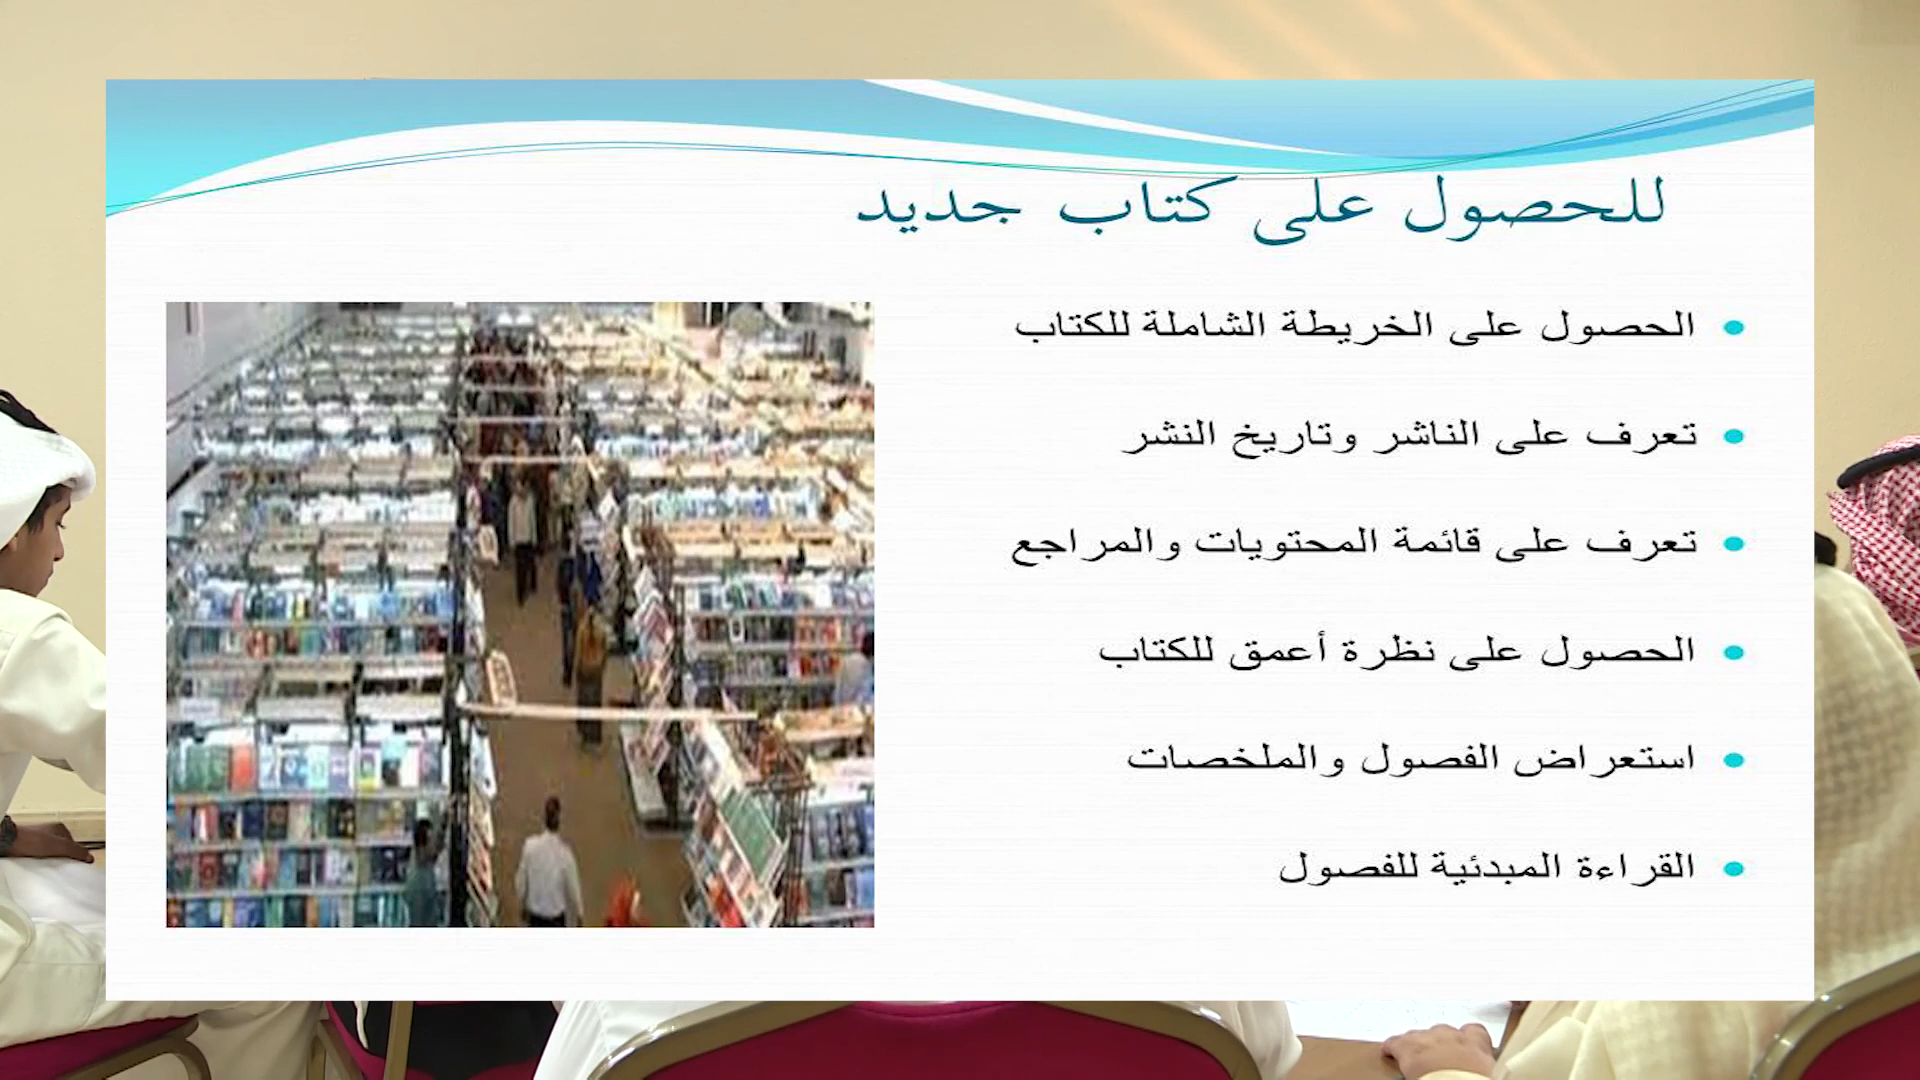 للحصول على كتاب جديد
الحصول على الخريطة الشاملة للكتاب
تعرف على الناشر وتاريخ النشر
تعرف على قائمة المحتويات والمراجع
الحصول على نظرة أعمق للكتاب
استعراض الفصول والملخصات
القراءة المبدئية للفصول